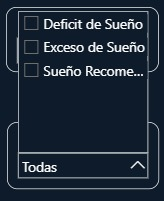 Deficit de Sueño
Exceso de Sueño
Sueño Recome...
Todas